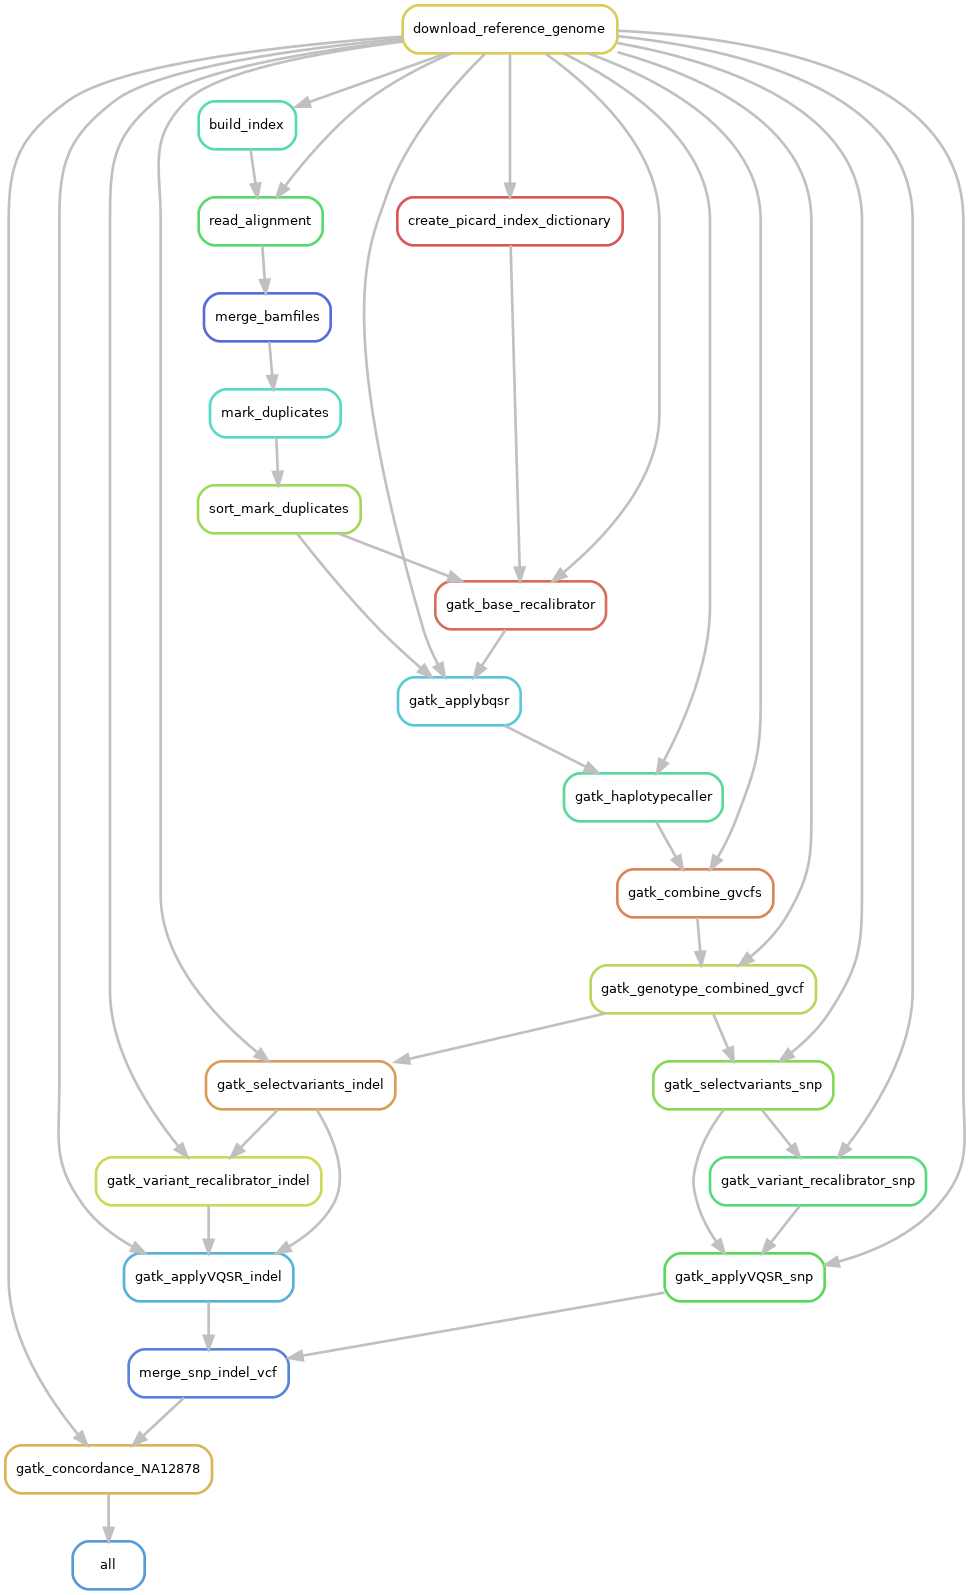 download_reference_genome
build_index
read_alignment
create_picard_index_dictionary
merge_bamfiles
mark_duplicates
sort_mark_duplicates
gatk_base_recalibrator
gatk_applybqsr
gatk_haplotypecaller
gatk_combine_gvcfs
gatk_genotype_combined_gvcf
gatk_selectvariants_indel
gatk_selectvariants_snp
gatk_variant_recalibrator_indel
gatk_variant_recalibrator_snp
gatk_applyVQSR_indel
gatk_applyVQSR_snp
merge_snp_indel_vcf
gatk_concordance_NA12878
all